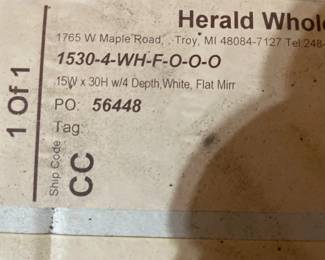 Herald
1765 W Maple Road, Troy, MI 48084-7127 Tel 248
1530-4-WH-F-O-O-O
15W x 30H w/4 Depth,White, Flat Mirr
PO: 56448
Tag:
1 Of 1
Ship Code
CC